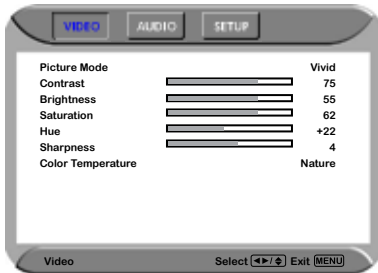 VIDEO AUDIO SETUP
Picture Mode Vivid
Contrast 75
Brightness 55
Saturation 62
Hue +22
Sharpness 4
Color Temperature Nature
Video Select ◀▶/◆ Exit MENU